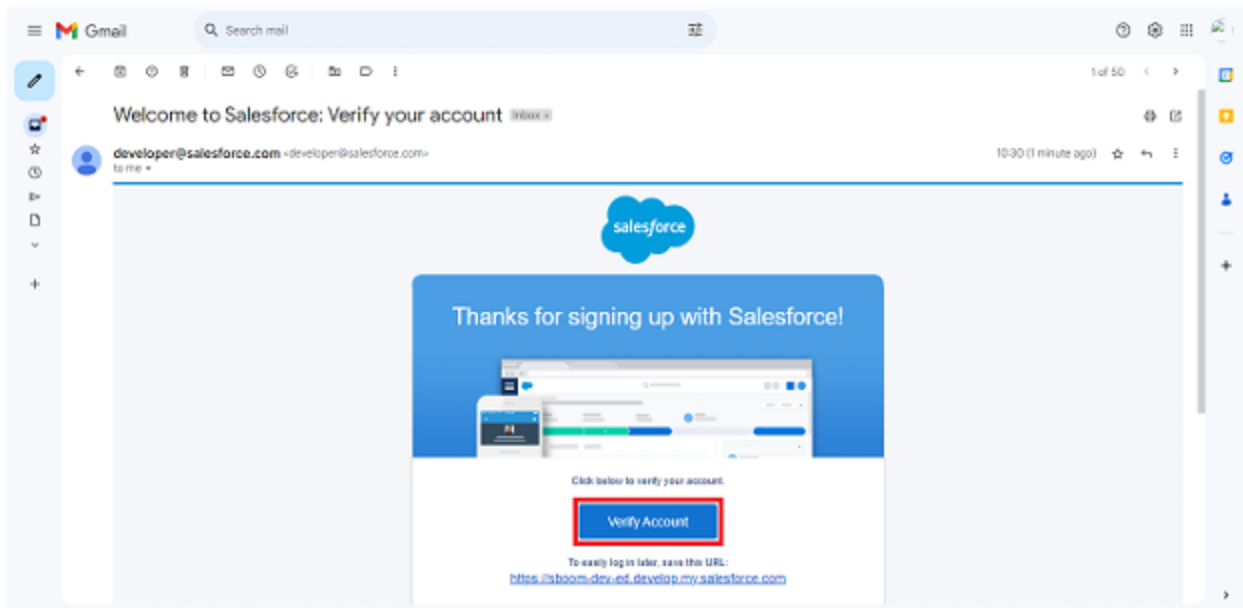 Gmail
Search mail
1 of 50
Welcome to Salesforce: Verify your account Inbox x
developer@salesforce.com <developer@salesforce.com>
10:30 (1 minute ago)
to me
salesforce
Thanks for signing up with Salesforce!
Click below to verify your account.
Verify Account
To easily log in later, save this URL:
https://sboom-dev-ed.develop.my.salesforce.com